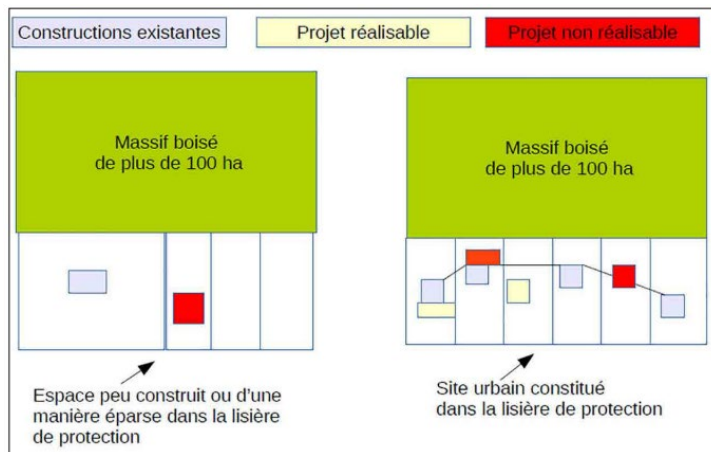 Constructions existantes
Projet réalisable
Projet non réalisable
Massif boisé
de plus de 100 ha
Massif boisé
de plus de 100 ha
Espace peu construit ou d’une
manière éparse dans la lisière
de protection
Site urbain constitué
dans la lisière de protection